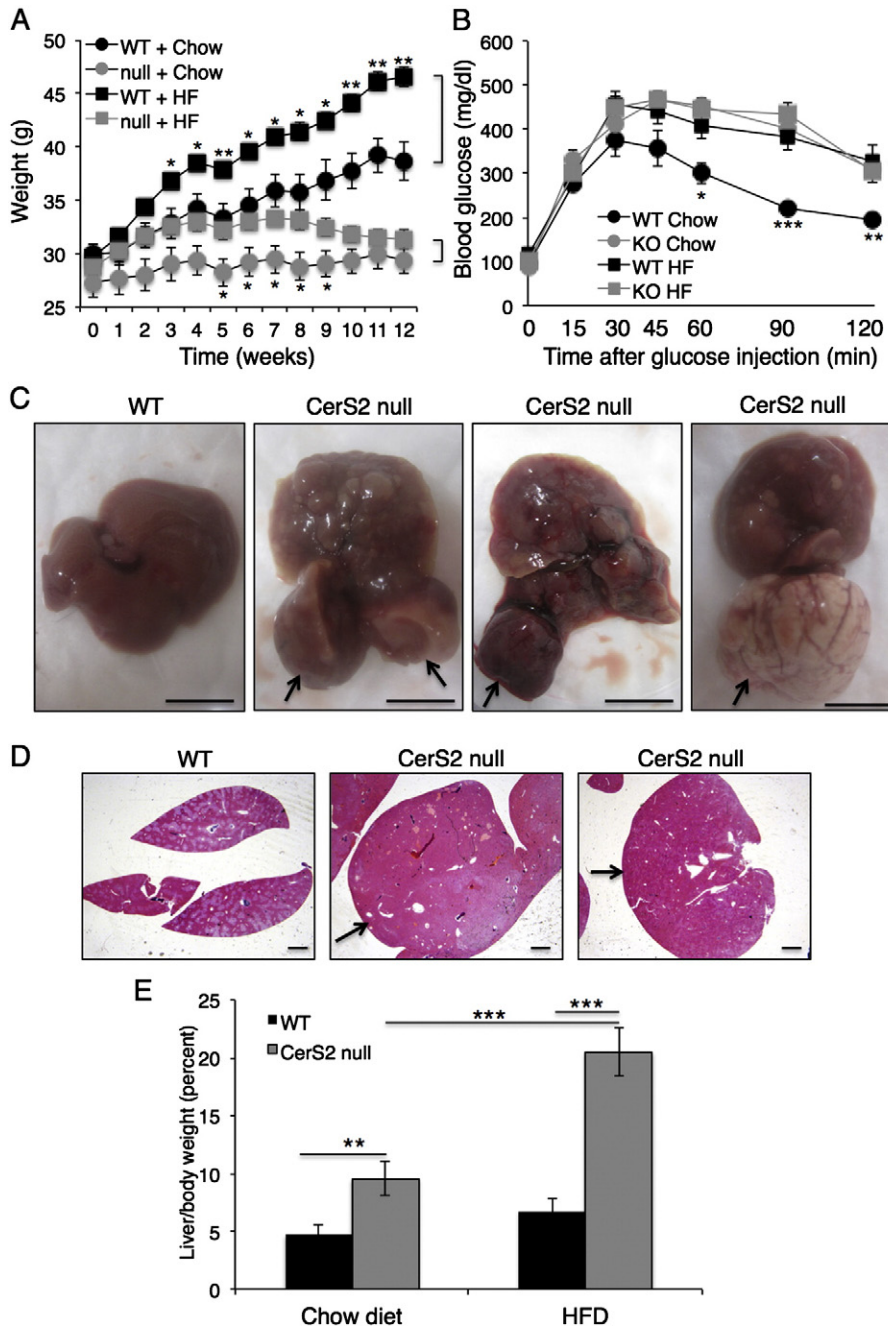 A
WT + Chow
null + Chow
WT + HF
null + HF
Weight (g)
50
45
40
35
30
25
* * ** * * * * ** ** **
* * * * *
0 1 2 3 4 5 6 7 8 9 10 11 12
Time (weeks)
B
Blood glucose (mg/dl)
600
500
400
300
200
100
0
WT Chow
KO Chow
WT HF
KO HF
* *** **
0 15 30 45 60 90 120
Time after glucose injection (min)
C
WT
CerS2 null
CerS2 null
CerS2 null
D
WT
CerS2 null
CerS2 null
E
WT
CerS2 null
Liver/body weight (percent)
25
20
15
10
5
0
**
***
***
Chow diet
HFD